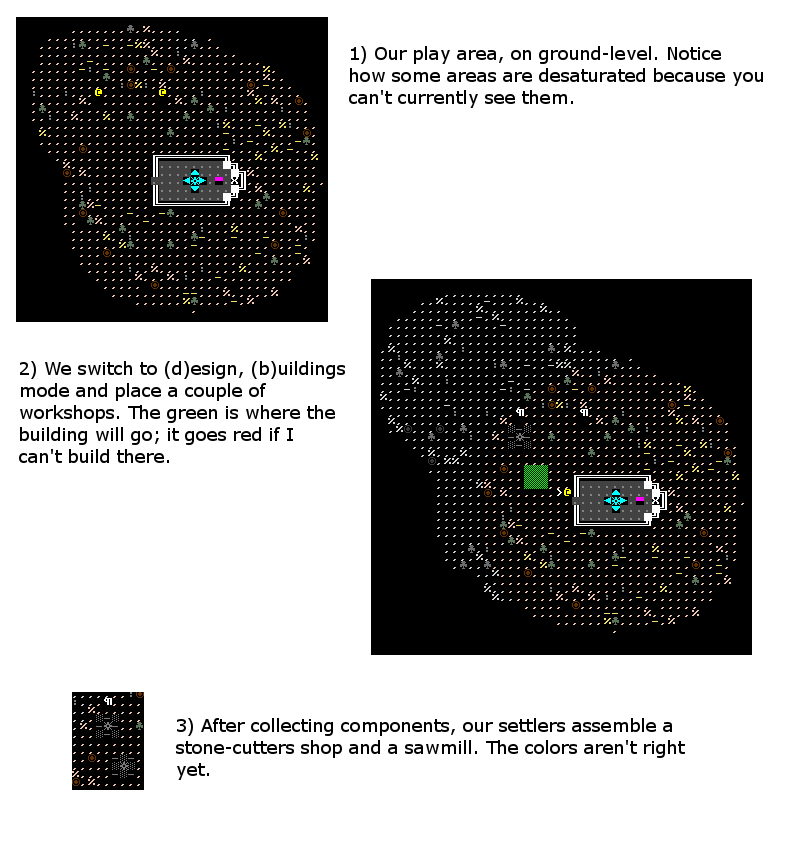 1) Our play area, on ground-level. Notice
how some areas are desaturated because you
can't currently see them.
2) We switch to (d)esign, (b)uildings
mode and place a couple of
workshops. The green is where the
building will go; it goes red if I
can't build there.
3) After collecting components, our settlers assemble a
stone-cutters shop and a sawmill. The colors aren't right
yet.